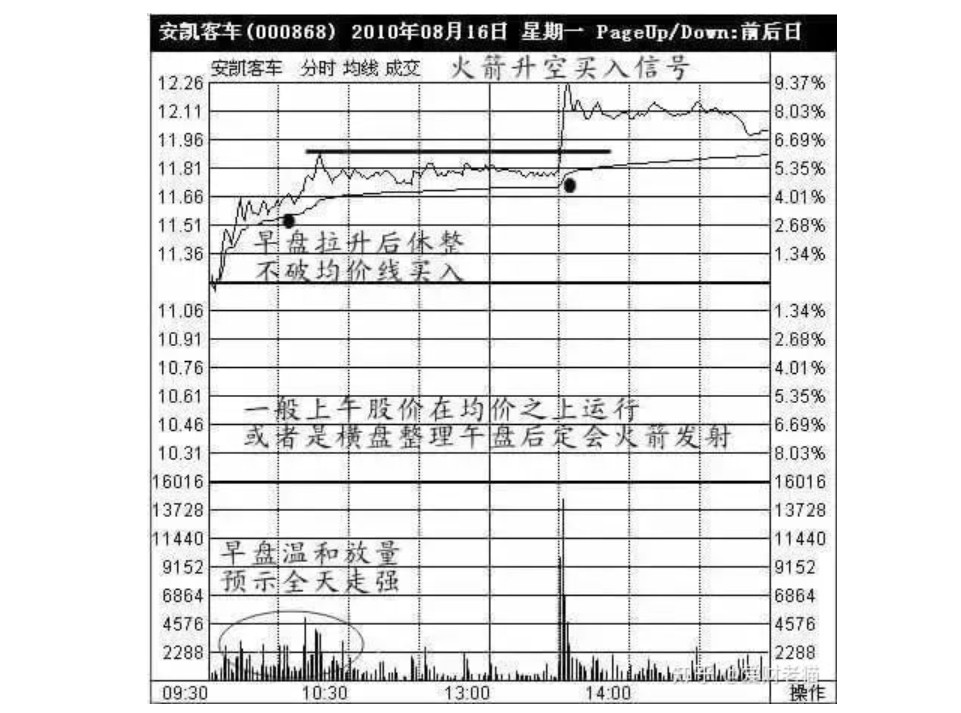 安凯客车(000868) 2010年08月16日 星期一 PageUp/Down:前后日
安凯客车 分时 均线 成交 火箭升空买入信号
12.26 9.37%
12.11 8.03%
11.96 6.69%
11.81 5.35%
11.66 4.01%
11.51 2.68%
11.36 1.34%
早盘拉升后休整
不破均价线买入
11.06 1.34%
10.91 2.68%
10.76 4.01%
10.61 5.35%
一般上午股价在均价之上运行
10.46 6.69%
或者是横盘整理午盘后定会火箭发射
10.31 8.03%
16016 16016
13728 13728
11440 11440
早盘温和放量
9152 9152
预示全天走强
6864 6864
4576 4576
2288 2288
知乎
09:30 10:30 13:00 14:00 操作